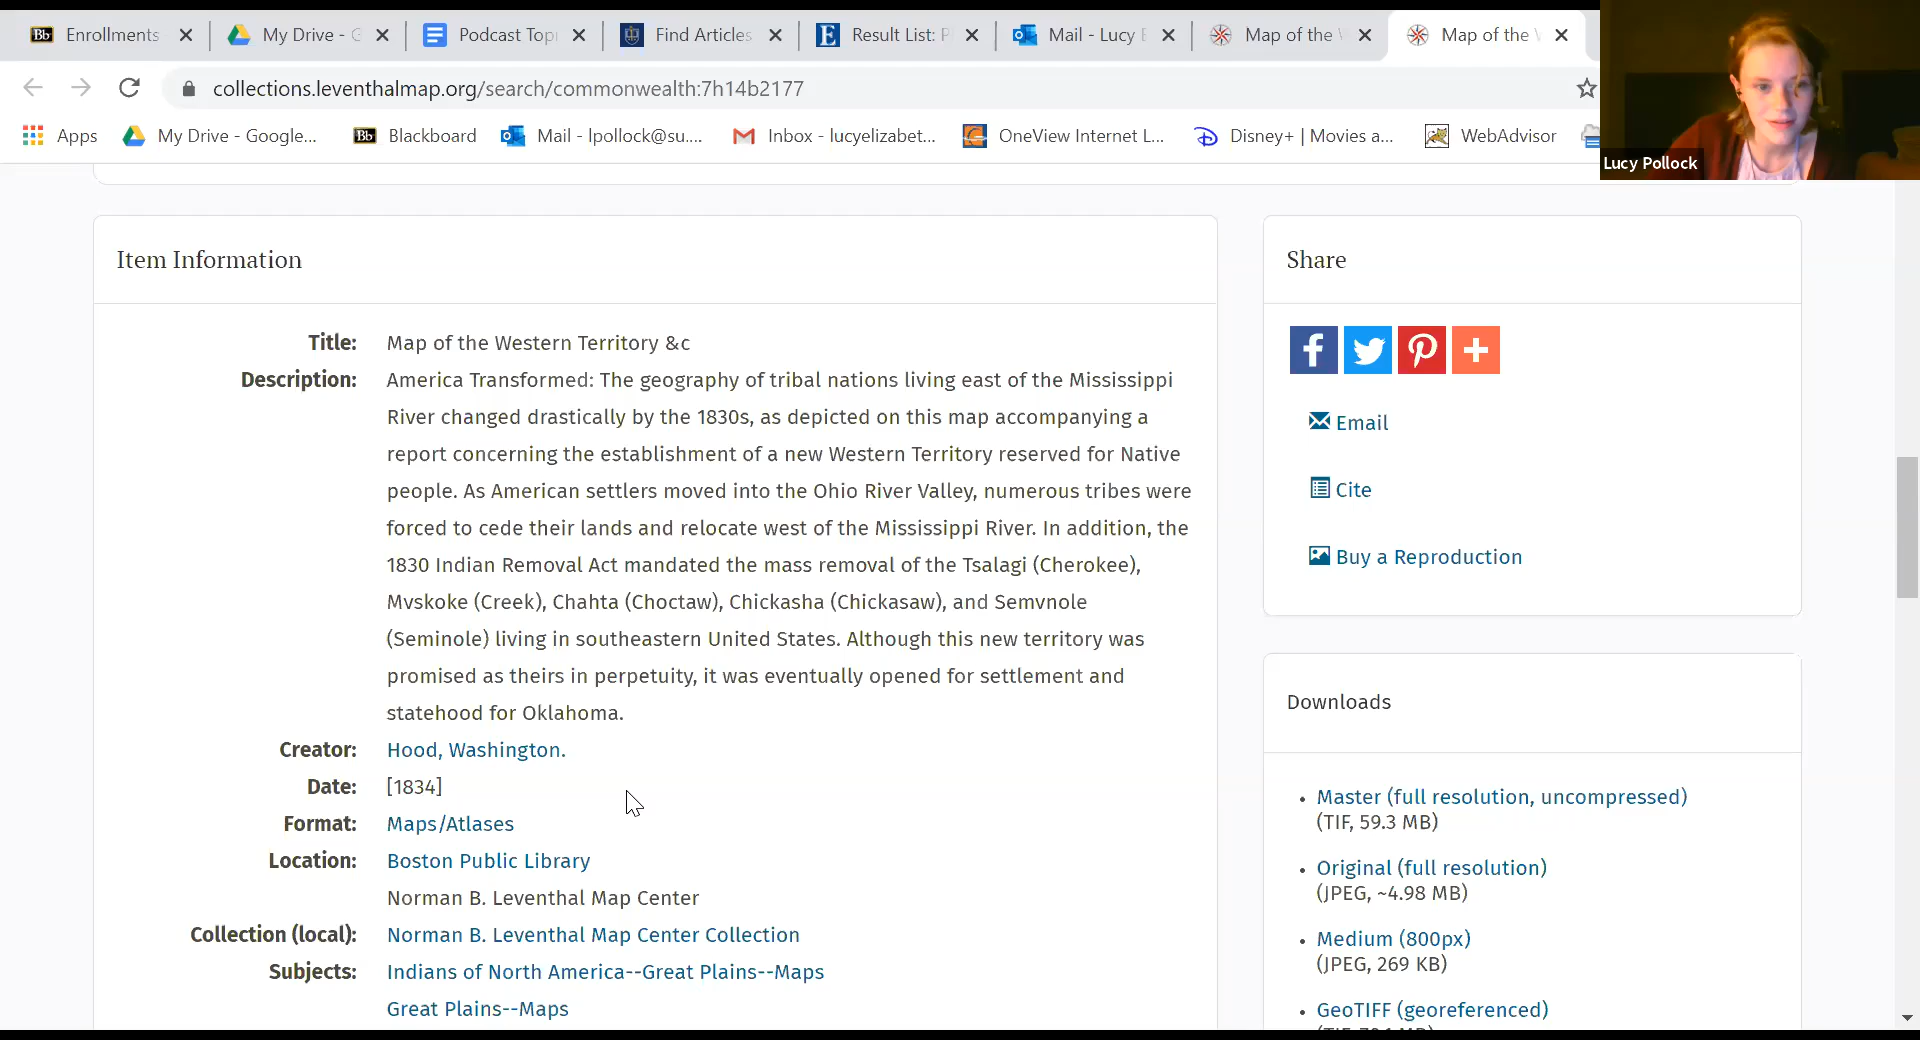 Bb Enrollments
My Drive - G
Podcast Top
Find Articles
Result List: P
Mail - Lucy E
Map of the
Map of the
collections.leventhalmap.org/search/commonwealth:7h14b2177
Apps
My Drive - Google...
Bb Blackboard
Mail - lpollock@su....
Inbox - lucyelizabet...
OneView Internet L...
Disney+ | Movies a...
WebAdvisor
Lucy Pollock
Item Information
Title: Map of the Western Territory &c
Description: America Transformed: The geography of tribal nations living east of the Mississippi
River changed drastically by the 1830s, as depicted on this map accompanying a
report concerning the establishment of a new Western Territory reserved for Native
people. As American settlers moved into the Ohio River Valley, numerous tribes were
forced to cede their lands and relocate west of the Mississippi River. In addition, the
1830 Indian Removal Act mandated the mass removal of the Tsalagi (Cherokee),
Mvskoke (Creek), Chahta (Choctaw), Chickasha (Chickasaw), and Semvnole
(Seminole) living in southeastern United States. Although this new territory was
promised as theirs in perpetuity, it was eventually opened for settlement and
statehood for Oklahoma.
Creator: Hood, Washington.
Date: [1834]
Format: Maps/Atlases
Location: Boston Public Library
Norman B. Leventhal Map Center
Collection (local): Norman B. Leventhal Map Center Collection
Subjects: Indians of North America--Great Plains--Maps
Great Plains--Maps
Share
Email
Cite
Buy a Reproduction
Downloads
Master (full resolution, uncompressed)
(TIF, 59.3 MB)
Original (full resolution)
(JPEG, ~4.98 MB)
Medium (800px)
(JPEG, 269 KB)
GeoTIFF (georeferenced)